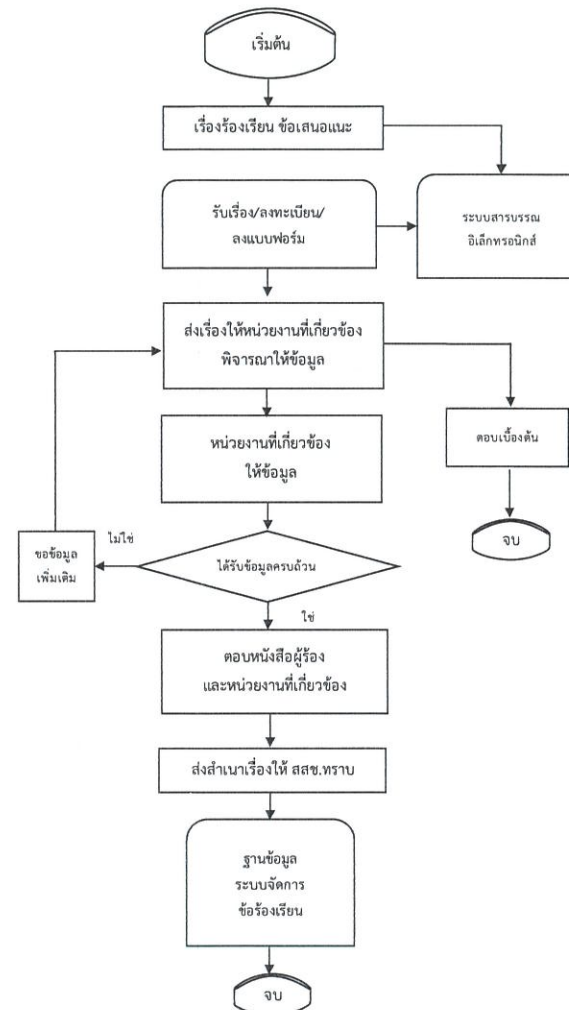 เริ่มต้น
เรื่องร้องเรียน ข้อเสนอแนะ
รับเรื่อง/ลงทะเบียน/
ลงแบบฟอร์ม
ระบบสารบรรณ
อิเล็กทรอนิกส์
ส่งเรื่องให้หน่วยงานที่เกี่ยวข้อง
พิจารณาให้ข้อมูล
หน่วยงานที่เกี่ยวข้อง
ให้ข้อมูล
ตอบเบื้องต้น
จบ
ไม่ใช่
ขอข้อมูล
เพิ่มเติม
ได้รับข้อมูลครบถ้วน
ใช่
ตอบหนังสือผู้ร้อง
และหน่วยงานที่เกี่ยวข้อง
ส่งสำเนาเรื่องให้ สสช.ทราบ
ฐานข้อมูล
ระบบจัดการ
ข้อร้องเรียน
จบ